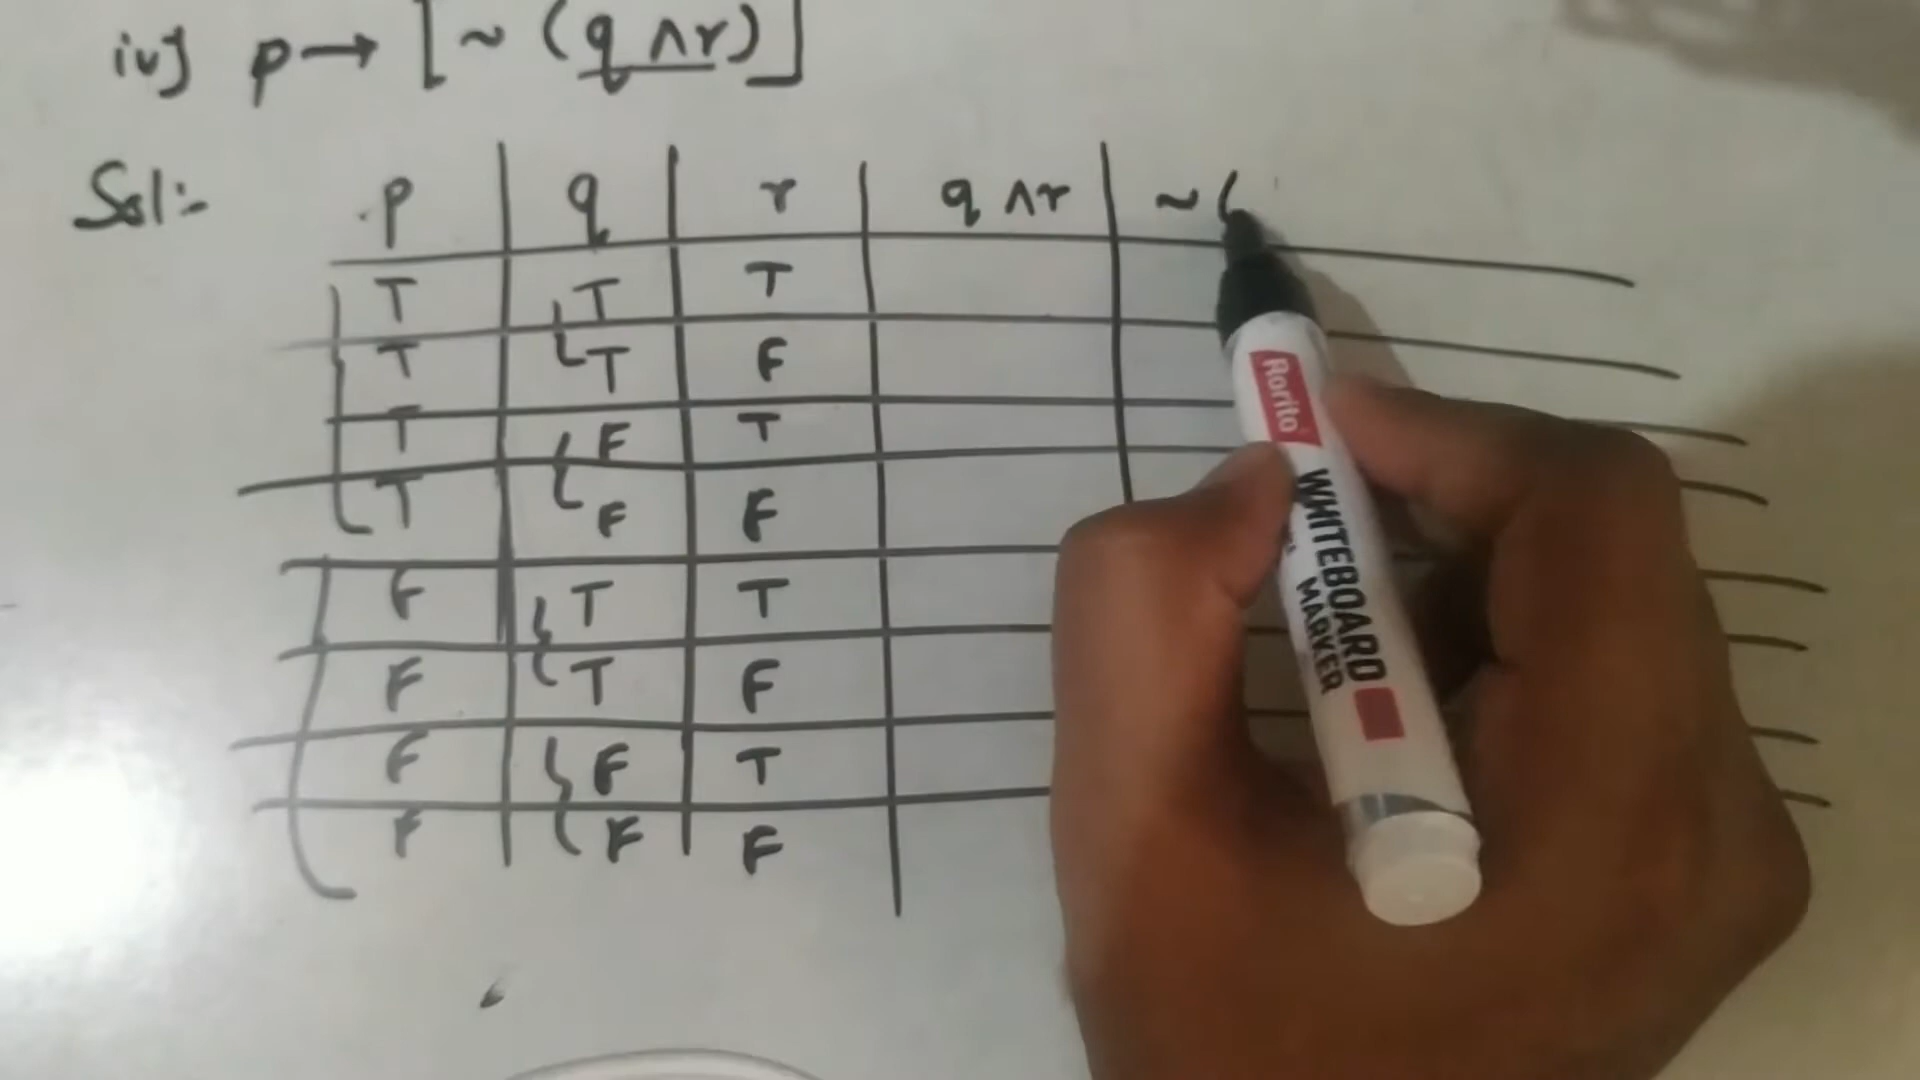 iv] p → [~ (q ∧ r)]
Sol:- p q r q ∧ r ~ (
T T T
T T F
T F T
T F F
F T T
F T F
F F T
F F F
Rorito
WHITEBOARD
MARKER